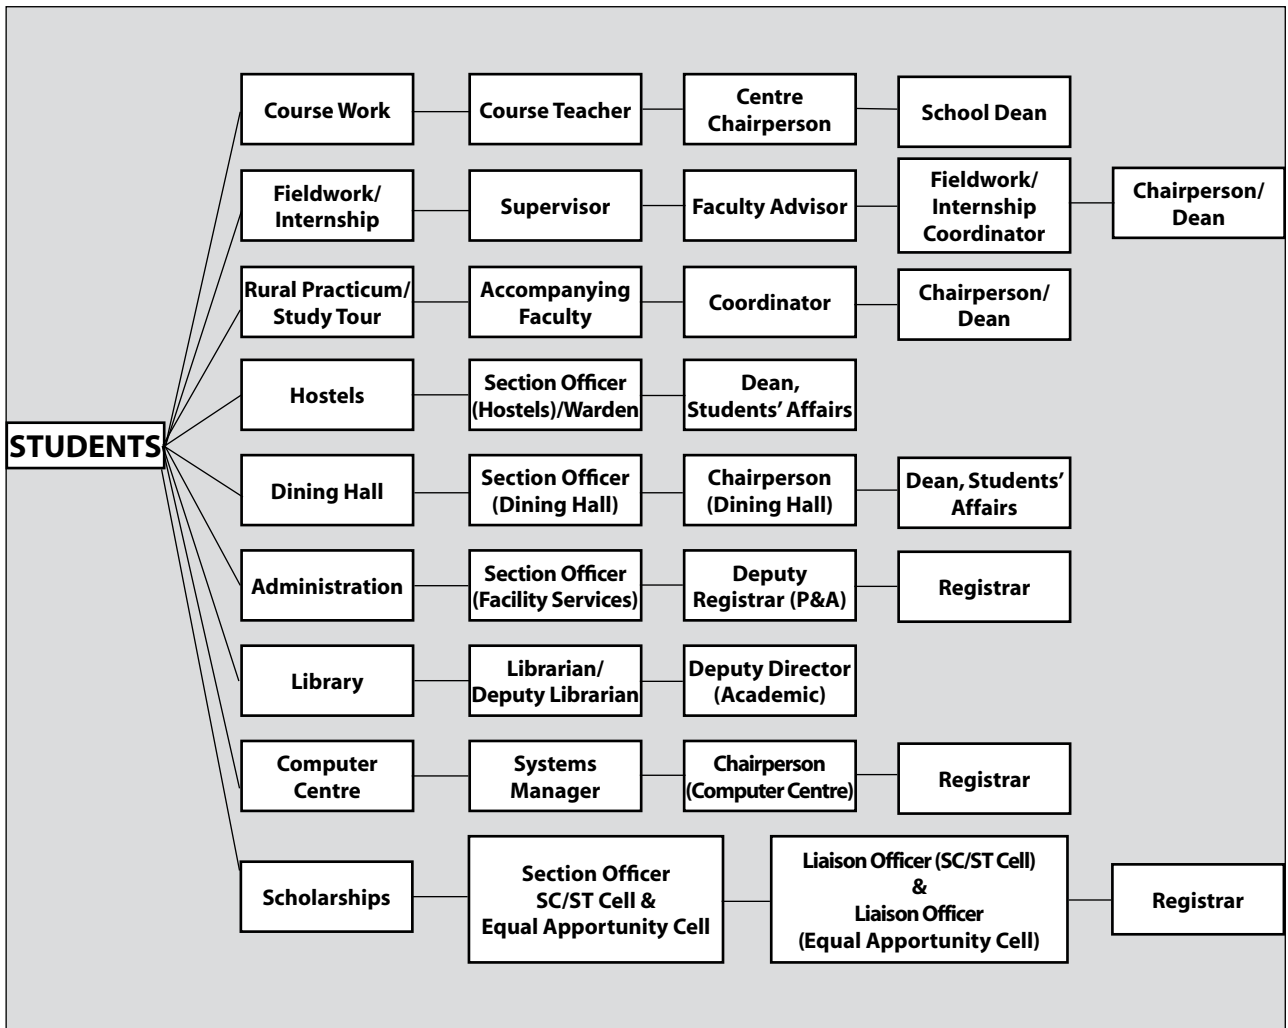 STUDENTS
Course Work
Course Teacher
Centre
Chairperson
School Dean
Fieldwork/
Internship
Supervisor
Faculty Advisor
Fieldwork/
Internship
Coordinator
Chairperson/
Dean
Rural Practicum/
Study Tour
Accompanying
Faculty
Coordinator
Chairperson/
Dean
Hostels
Section Officer
(Hostels)/Warden
Dean,
Students’ Affairs
Dining Hall
Section Officer
(Dining Hall)
Chairperson
(Dining Hall)
Dean, Students’
Affairs
Administration
Section Officer
(Facility Services)
Deputy
Registrar (P&A)
Registrar
Library
Librarian/
Deputy Librarian
Deputy Director
(Academic)
Computer
Centre
Systems
Manager
Chairperson
(Computer Centre)
Registrar
Scholarships
Section Officer
SC/ST Cell &
Equal Apportunity Cell
Liaison Officer (SC/ST Cell)
&
Liaison Officer
(Equal Apportunity Cell)
Registrar